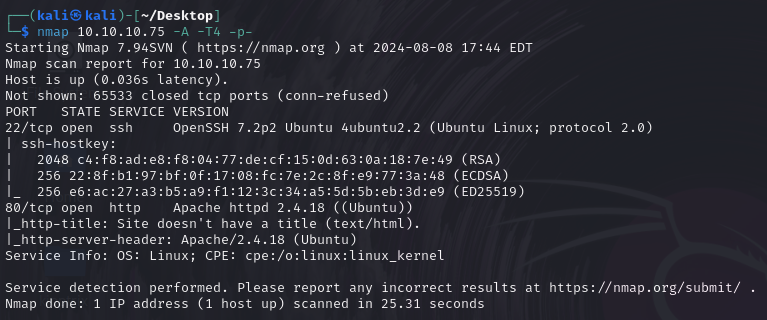 ┌──(kali㉿kali)-[~/Desktop]
└─$ nmap 10.10.10.75 -A -T4 -p-
Starting Nmap 7.94SVN ( https://nmap.org ) at 2024-08-08 17:44 EDT
Nmap scan report for 10.10.10.75
Host is up (0.036s latency).
Not shown: 65533 closed tcp ports (conn-refused)
PORT   STATE SERVICE VERSION
22/tcp open  ssh     OpenSSH 7.2p2 Ubuntu 4ubuntu2.2 (Ubuntu Linux; protocol 2.0)
| ssh-hostkey:
|   2048 c4:f8:ad:e8:f8:04:77:de:cf:15:0d:63:0a:18:7e:49 (RSA)
|   256 22:8f:b1:97:bf:0f:17:08:fc:7e:2c:8f:e9:77:3a:48 (ECDSA)
|_  256 e6:ac:27:a3:b5:a9:f1:12:3c:34:a5:5d:5b:eb:3d:e9 (ED25519)
80/tcp open  http    Apache httpd 2.4.18 ((Ubuntu))
|_http-title: Site doesn't have a title (text/html).
|_http-server-header: Apache/2.4.18 (Ubuntu)
Service Info: OS: Linux; CPE: cpe:/o:linux:linux_kernel

Service detection performed. Please report any incorrect results at https://nmap.org/submit/ .
Nmap done: 1 IP address (1 host up) scanned in 25.31 seconds